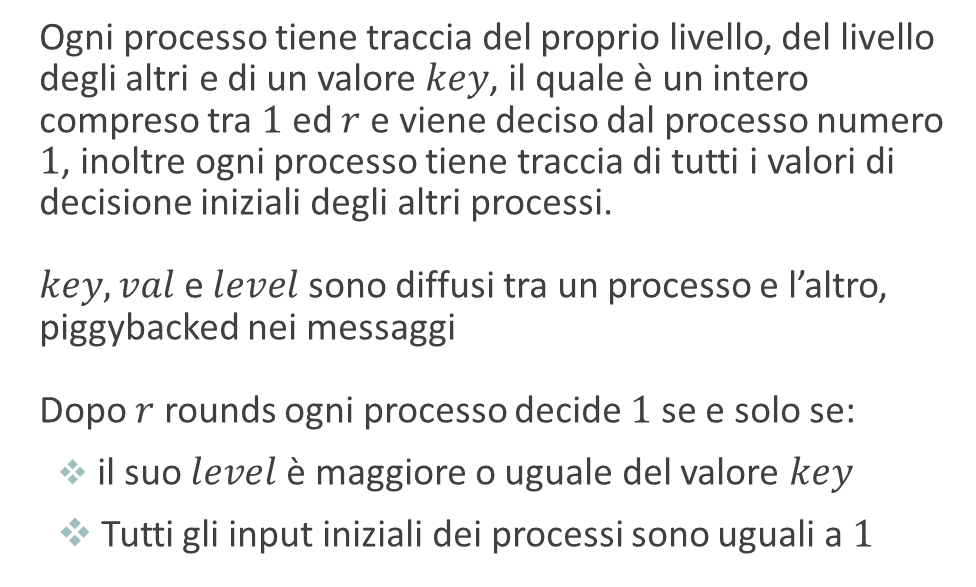 Ogni processo tiene traccia del proprio livello, del livello
degli altri e di un valore key, il quale è un intero
compreso tra 1 ed r e viene deciso dal processo numero
1, inoltre ogni processo tiene traccia di tutti i valori di
decisione iniziali degli altri processi.
key, val e level sono diffusi tra un processo e l’altro,
piggybacked nei messaggi
Dopo r rounds ogni processo decide 1 se e solo se:
❖ il suo level è maggiore o uguale del valore key
❖ Tutti gli input iniziali dei processi sono uguali a 1